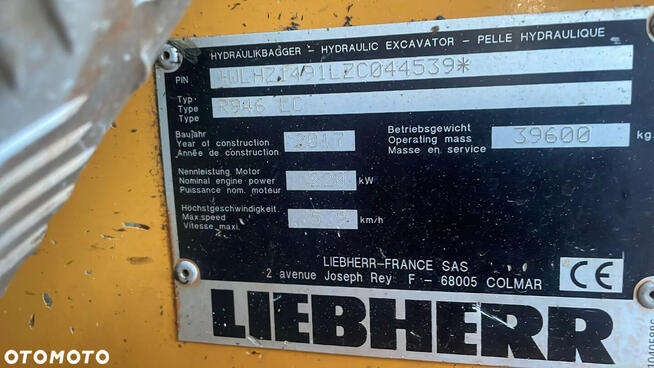 HYDRAULIKBAGGER - HYDRAULIC EXCAVATOR - PELLE HYDRAULIQUE
PIN *WLHZ1491LZC044539*
Typ
Type R946 LC
Type
Baujahr
Year of construction 2017
Année de construction
Betriebsgewicht
Operating mass 39600 kg
Masse en service
Nennleistung Motor
Nominal engine power 220 kW
Puissance nom. moteur
Höchstgeschwindigkeit
Max.speed km/h
Vitesse maxi.
LIEBHERR-FRANCE SAS
2 avenue Joseph Rey F - 68005 COLMAR
CE
LIEBHERR
OTOMOTO